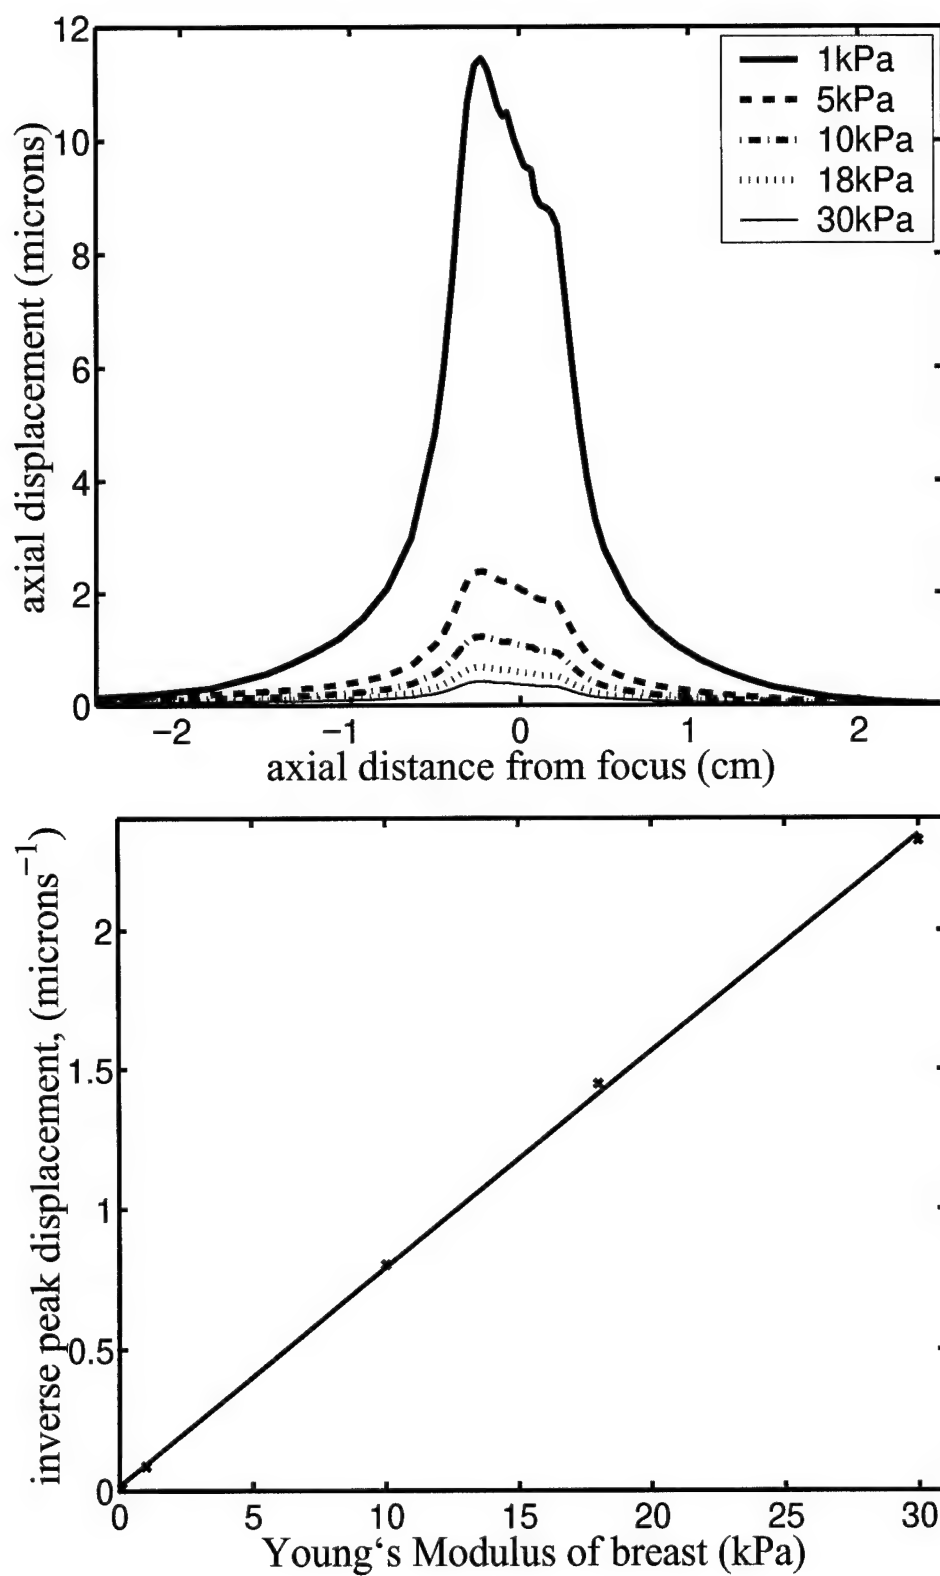 12
10
8
6
4
2
0
axial displacement (microns)
1kPa
5kPa
10kPa
18kPa
30kPa
−2 −1 0 1 2
axial distance from focus (cm)
2
1.5
1
0.5
0
inverse peak displacement, (microns⁻¹)
0 5 10 15 20 25 30
Young‘s Modulus of breast (kPa)